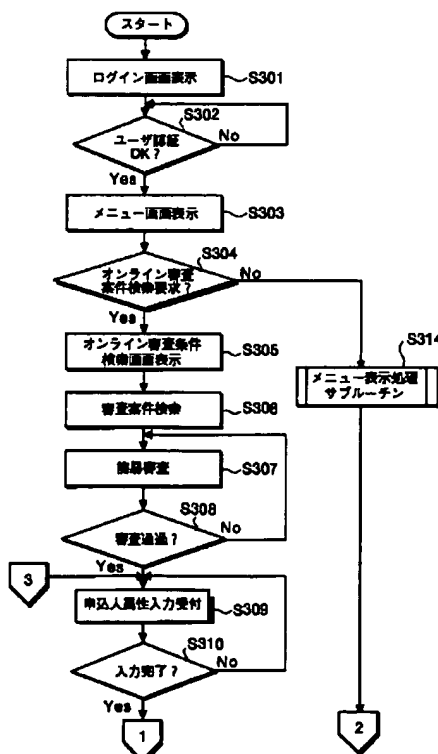 スタート
ログイン画面表示
S301
S302
ユーザ認証
OK?
No
Yes
メニュー画面表示
S303
S304
オンライン審査
案件検索要求?
No
Yes
オンライン審査条件
検索画面表示
S305
S314
メニュー表示処理
サブルーチン
審査案件検索
S306
簡易審査
S307
S308
審査通過?
No
Yes
3
申込人属性入力受付
S309
S310
入力完了?
No
Yes
1
2